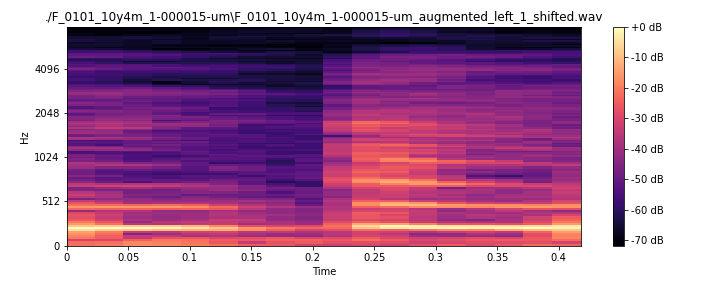 ./F_0101_10y4m_1-000015-um\F_0101_10y4m_1-000015-um_augmented_left_1_shifted.wav
+0 dB
4096
-10 dB
2048
-20 dB
Hz
-30 dB
1024
-40 dB
512
-50 dB
-60 dB
0
-70 dB
0
0.05
0.1
0.15
0.2
0.25
0.3
0.35
0.4
Time